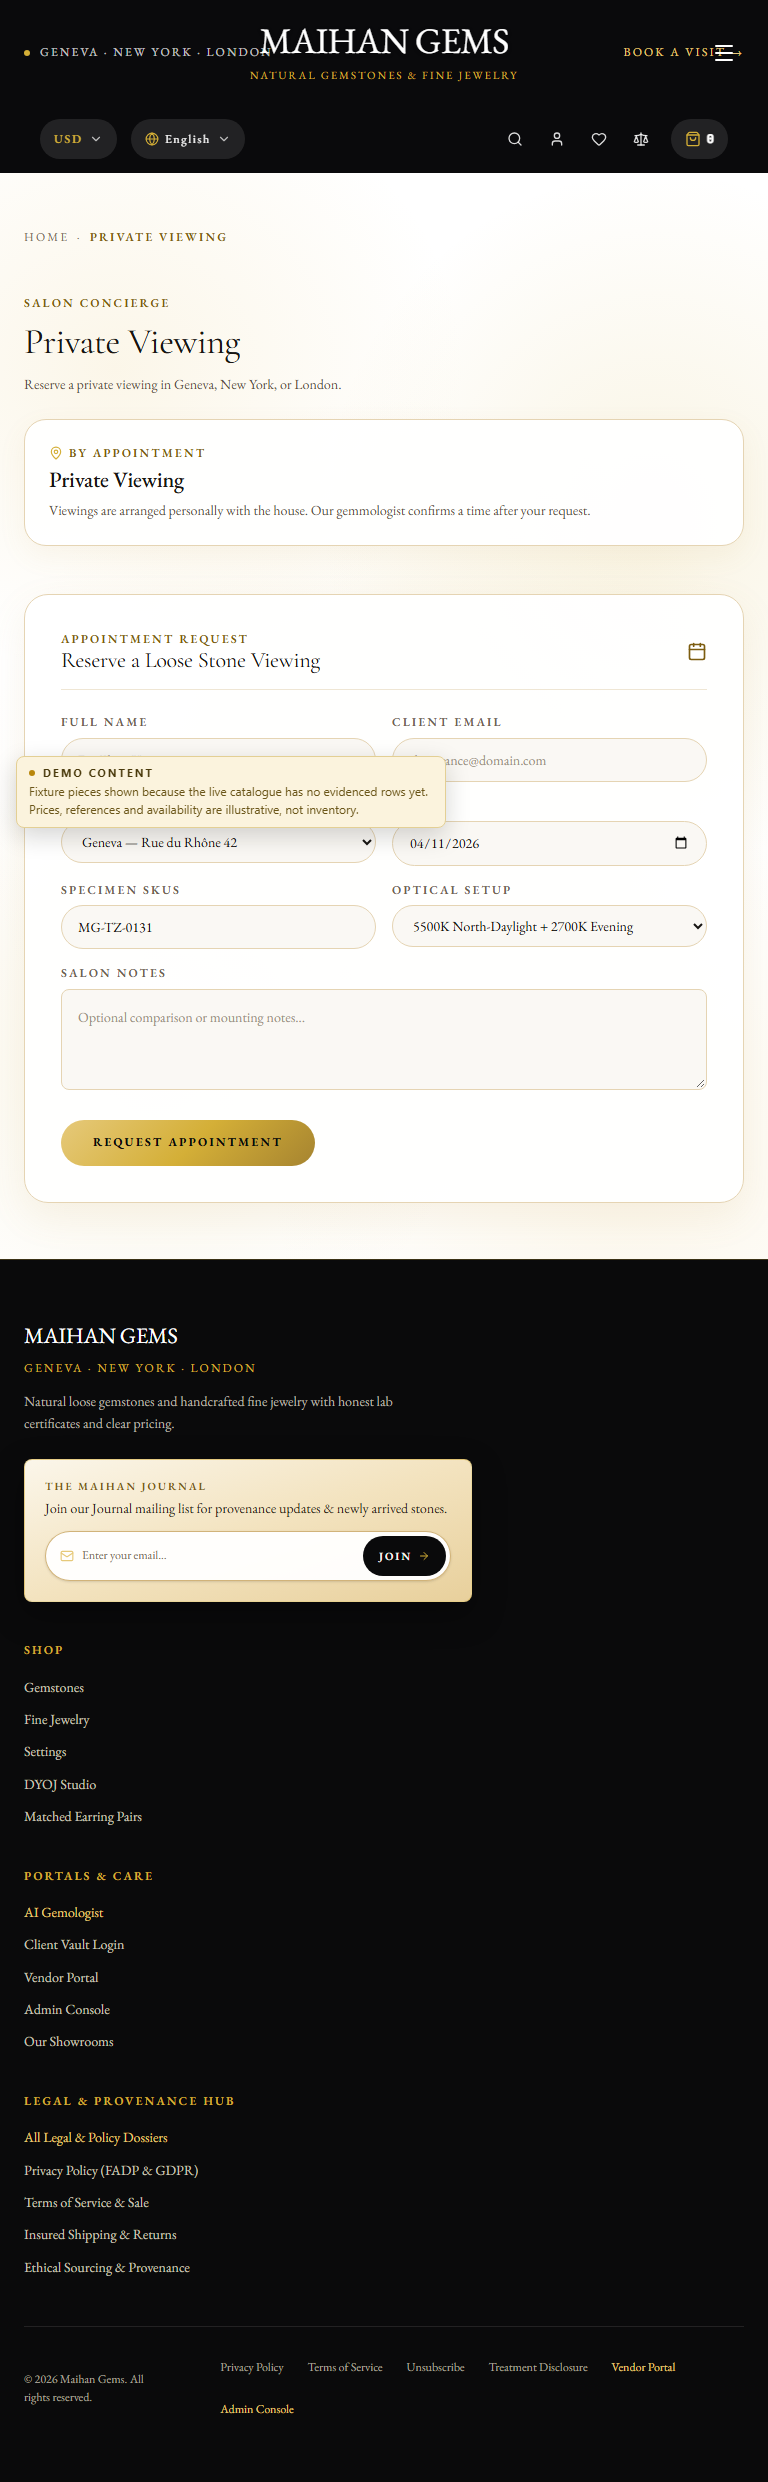 GENEVA · NEW YORK · LONDON
MAIHAN GEMS
NATURAL GEMSTONES & FINE JEWELRY
BOOK A VISIT →
USD
English
0
HOME · PRIVATE VIEWING
SALON CONCIERGE
Private Viewing
Reserve a private viewing in Geneva, New York, or London.
BY APPOINTMENT
Private Viewing
Viewings are arranged personally with the house. Our gemmologist confirms a time after your request.
APPOINTMENT REQUEST
Reserve a Loose Stone Viewing
FULL NAME
CLIENT EMAIL
@domain.com
DEMO CONTENT
Fixture pieces shown because the live catalogue has no evidenced rows yet.
Prices, references and availability are illustrative, not inventory.
Geneva — Rue du Rhône 42
04/11/2026
SPECIMEN SKUS
OPTICAL SETUP
MG-TZ-0131
5500K North-Daylight + 2700K Evening
SALON NOTES
Optional comparison or mounting notes...
REQUEST APPOINTMENT
MAIHAN GEMS
GENEVA · NEW YORK · LONDON
Natural loose gemstones and handcrafted fine jewelry with honest lab
certificates and clear pricing.
THE MAIHAN JOURNAL
Join our Journal mailing list for provenance updates & newly arrived stones.
Enter your email...
JOIN →
SHOP
Gemstones
Fine Jewelry
Settings
DYOJ Studio
Matched Earring Pairs
PORTALS & CARE
AI Gemologist
Client Vault Login
Vendor Portal
Admin Console
Our Showrooms
LEGAL & PROVENANCE HUB
All Legal & Policy Dossiers
Privacy Policy (FADP & GDPR)
Terms of Service & Sale
Insured Shipping & Returns
Ethical Sourcing & Provenance
© 2026 Maihan Gems. All
rights reserved.
Privacy Policy
Terms of Service
Unsubscribe
Treatment Disclosure
Vendor Portal
Admin Console